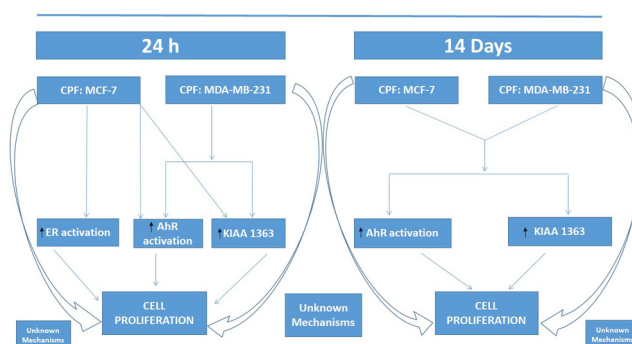 24 h
14 Days
CPF: MCF-7
CPF: MDA-MB-231
CPF: MCF-7
CPF: MDA-MB-231
↑ER activation
↑ AhR
activation
↑KIAA 1363
↑AhR activation
↑ KIAA 1363
CELL
PROLIFERATION
Unknown
Mechanisms
CELL
PROLIFERATION
Unknown
Mechanisms
Unknown
Mechanisms